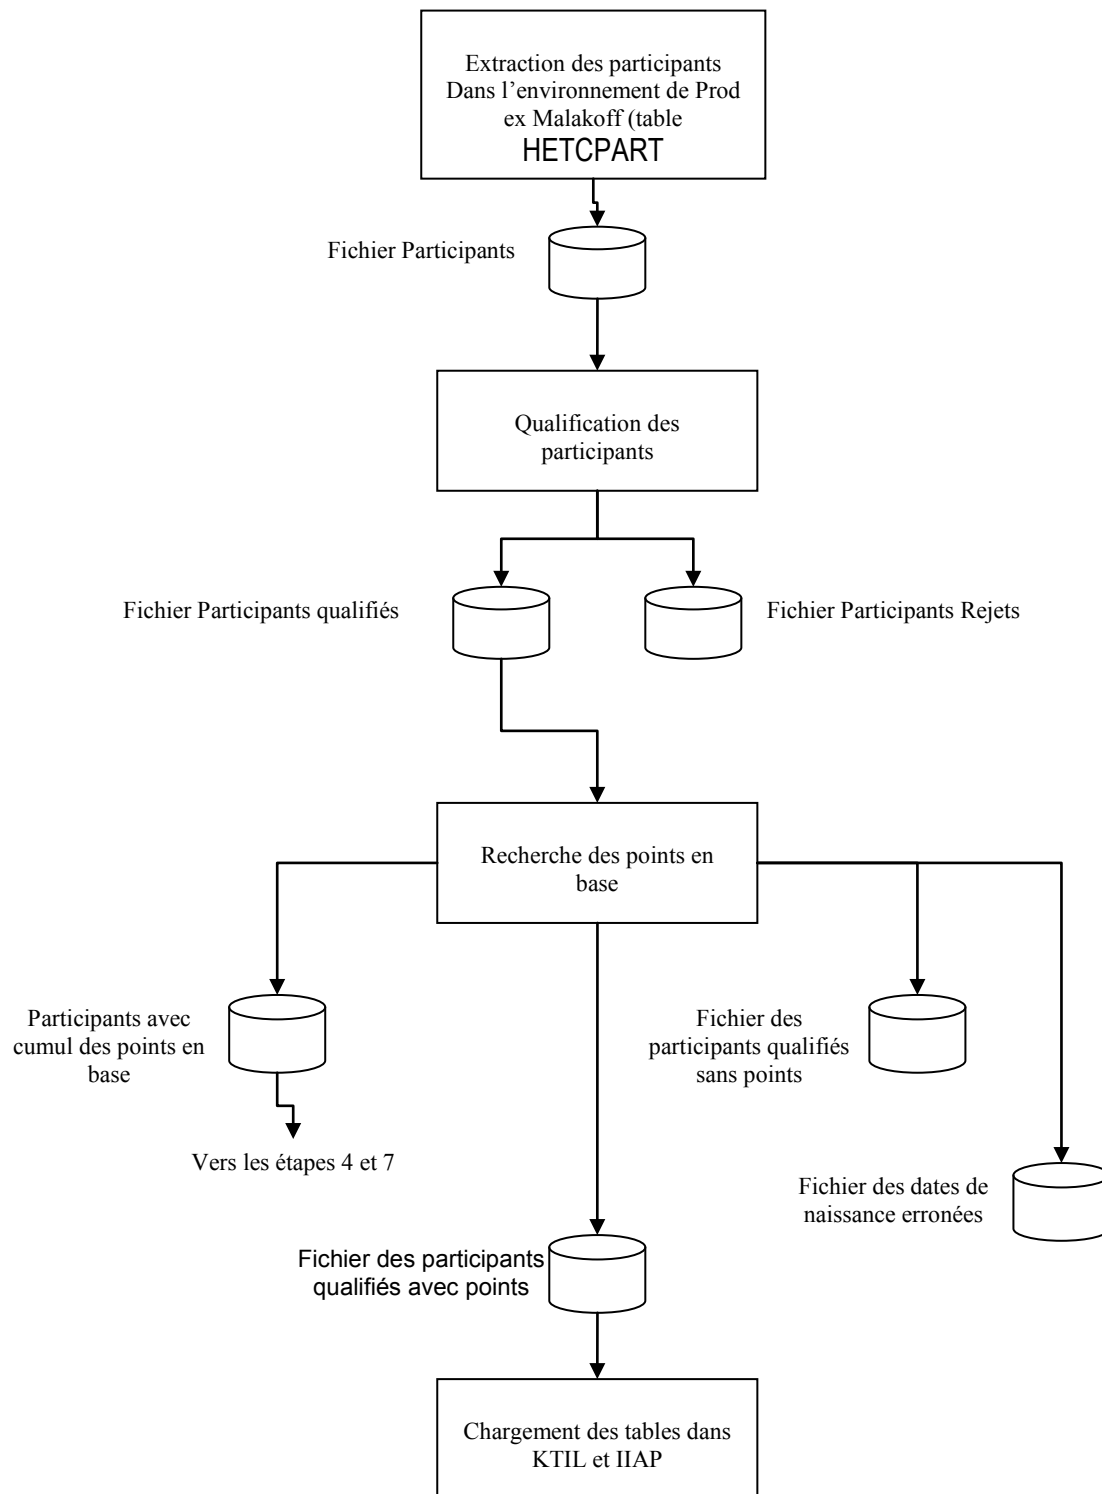 Extraction des participants
Dans l’environnement de Prod
ex Malakoff (table
HETCPART
Fichier Participants
Qualification des
participants
Fichier Participants qualifiés
Fichier Participants Rejets
Recherche des points en
base
Participants avec
cumul des points en
base
Fichier des
participants qualifiés
sans points
Vers les étapes 4 et 7
Fichier des dates de
naissance erronées
Fichier des participants
qualifiés avec points
Chargement des tables dans
KTIL et IIAP